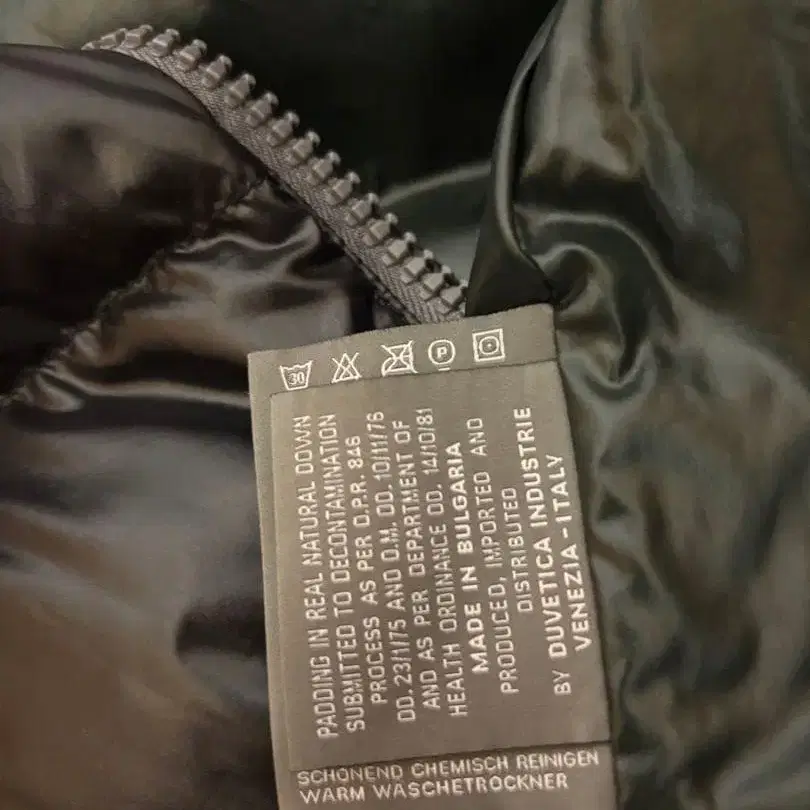 30 P
PADDING IN REAL NATURAL DOWN
SUBMITTED TO DECONTAMINATION
PROCESS AS PER D.P.R. 846
DD. 23/1/75 AND D.M. DD. 10/11/76
AND AS PER DEPARTMENT OF
HEALTH ORDINANCE DD. 14/10/81
MADE IN BULGARIA
PRODUCED, IMPORTED AND
DISTRIBUTED
BY DUVETICA INDUSTRIE
VENEZIA - ITALY
SCHONEND CHEMISCH REINIGEN
WARM WASCHETROCKNER